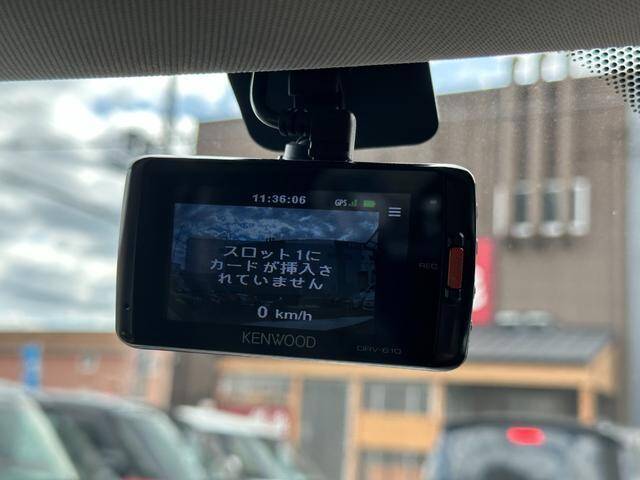 11:36:06 GPS
スロット1に
カードが挿入さ
れていません
0 km/h
REC
KENWOOD
DRV-610